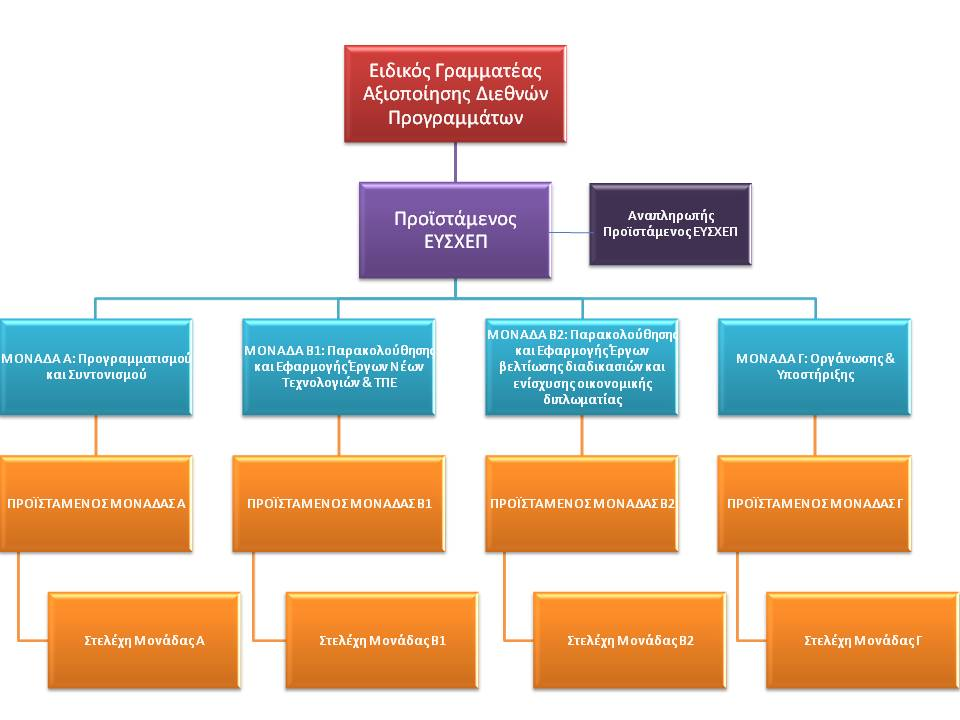 Ειδικός Γραμματέας
Αξιοποίησης Διεθνών
Προγραμμάτων
Προϊστάμενος
ΕΥΣΧΕΠ
Αναπληρωτής
Προϊστάμενος ΕΥΣΧΕΠ
ΜΟΝΑΔΑ Α: Προγραμματισμού
και Συντονισμού
ΜΟΝΑΔΑ Β1: Παρακολούθησης
και Εφαρμογής Έργων Νέων
Τεχνολογιών & ΤΠΕ
ΜΟΝΑΔΑ Β2: Παρακολούθησης
και Εφαρμογής Έργων
βελτίωσης διαδικασιών και
ενίσχυσης οικονομικής
διπλωματίας
ΜΟΝΑΔΑ Γ: Οργάνωσης &
Υποστήριξης
ΠΡΟΪΣΤΑΜΕΝΟΣ ΜΟΝΑΔΑΣ Α
ΠΡΟΪΣΤΑΜΕΝΟΣ ΜΟΝΑΔΑΣ Β1
ΠΡΟΪΣΤΑΜΕΝΟΣ ΜΟΝΑΔΑΣ Β2
ΠΡΟΪΣΤΑΜΕΝΟΣ ΜΟΝΑΔΑΣ Γ
Στελέχη Μονάδας Α
Στελέχη Μονάδας Β1
Στελέχη Μονάδας Β2
Στελέχη Μονάδας Γ